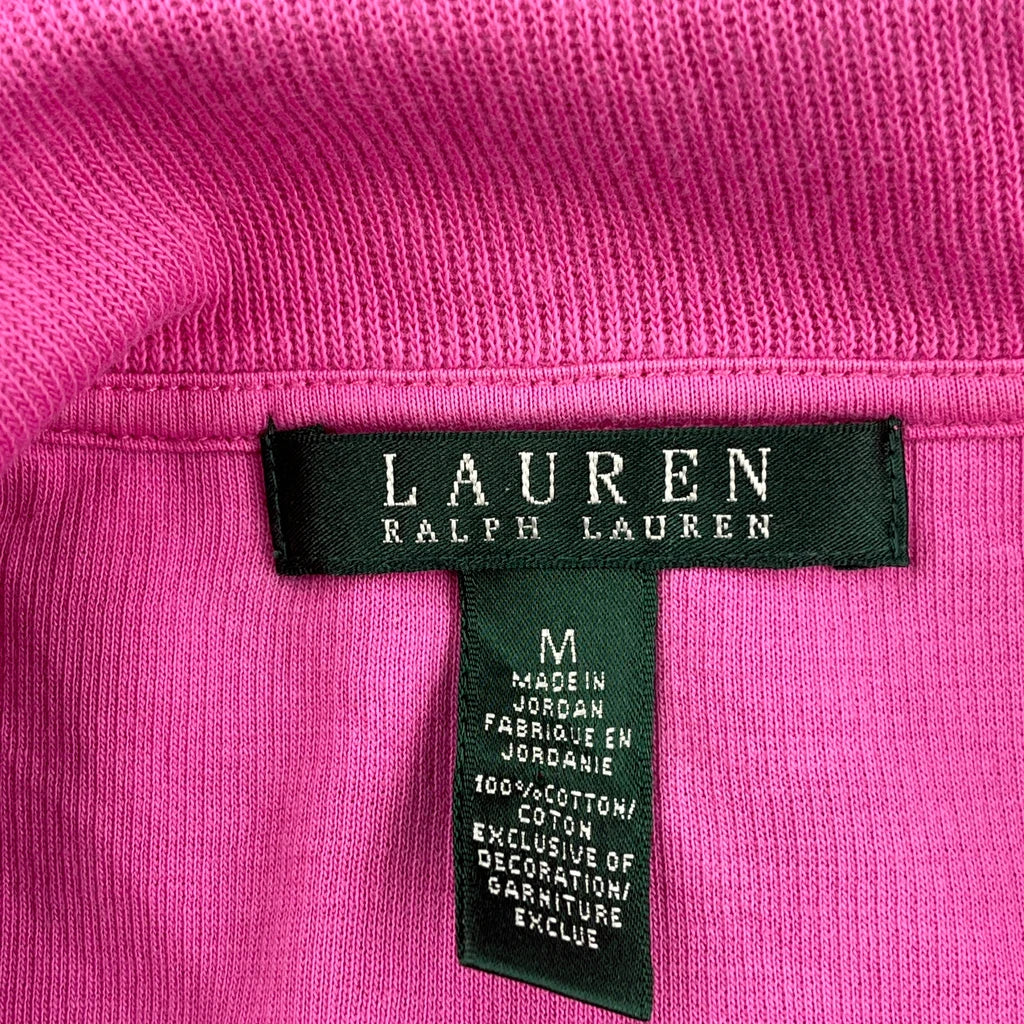 LAUREN
RALPH LAUREN
M
MADE IN
JORDAN
FABRIQUE EN
JORDANIE
100% COTTON/
COTON
EXCLUSIVE OF
DECORATION/
GARNITURE
EXCLUE